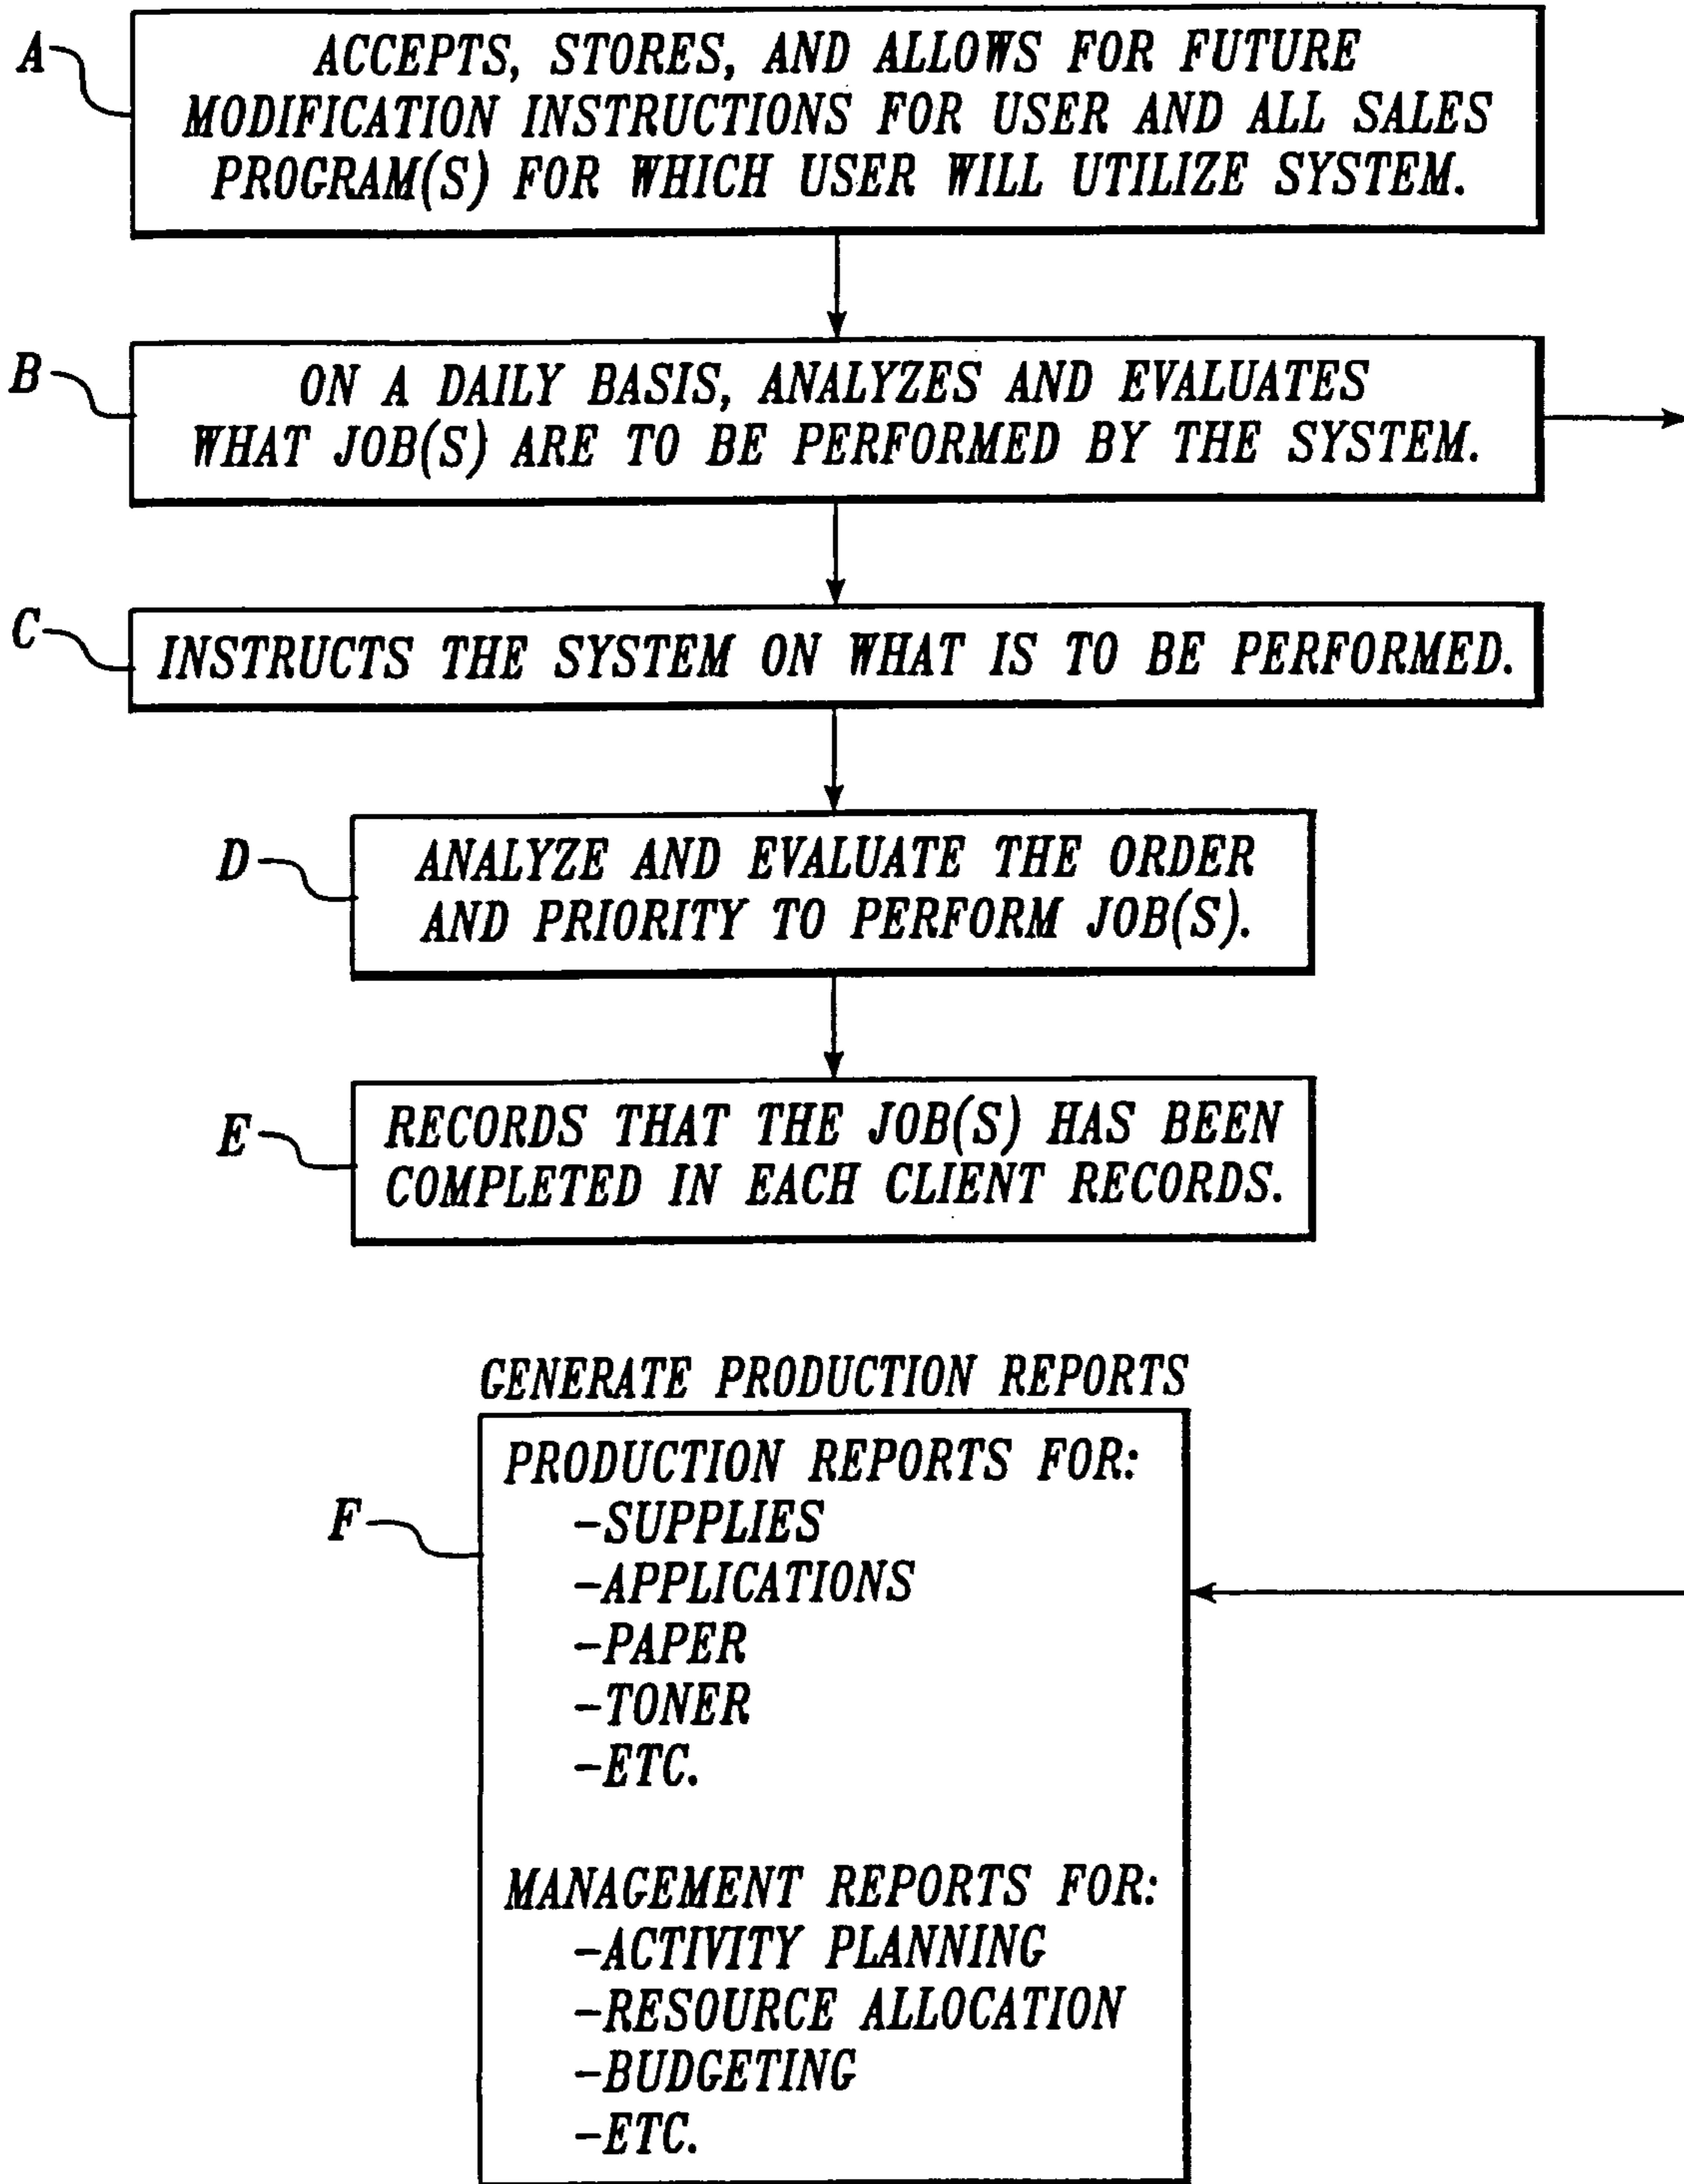 A
ACCEPTS, STORES, AND ALLOWS FOR FUTURE
MODIFICATION INSTRUCTIONS FOR USER AND ALL SALES
PROGRAM(S) FOR WHICH USER WILL UTILIZE SYSTEM.
B
ON A DAILY BASIS, ANALYZES AND EVALUATES
WHAT JOB(S) ARE TO BE PERFORMED BY THE SYSTEM.
C
INSTRUCTS THE SYSTEM ON WHAT IS TO BE PERFORMED.
D
ANALYZE AND EVALUATE THE ORDER
AND PRIORITY TO PERFORM JOB(S).
E
RECORDS THAT THE JOB(S) HAS BEEN
COMPLETED IN EACH CLIENT RECORDS.
GENERATE PRODUCTION REPORTS
F
PRODUCTION REPORTS FOR:
-SUPPLIES
-APPLICATIONS
-PAPER
-TONER
-ETC.
MANAGEMENT REPORTS FOR:
-ACTIVITY PLANNING
-RESOURCE ALLOCATION
-BUDGETING
-ETC.